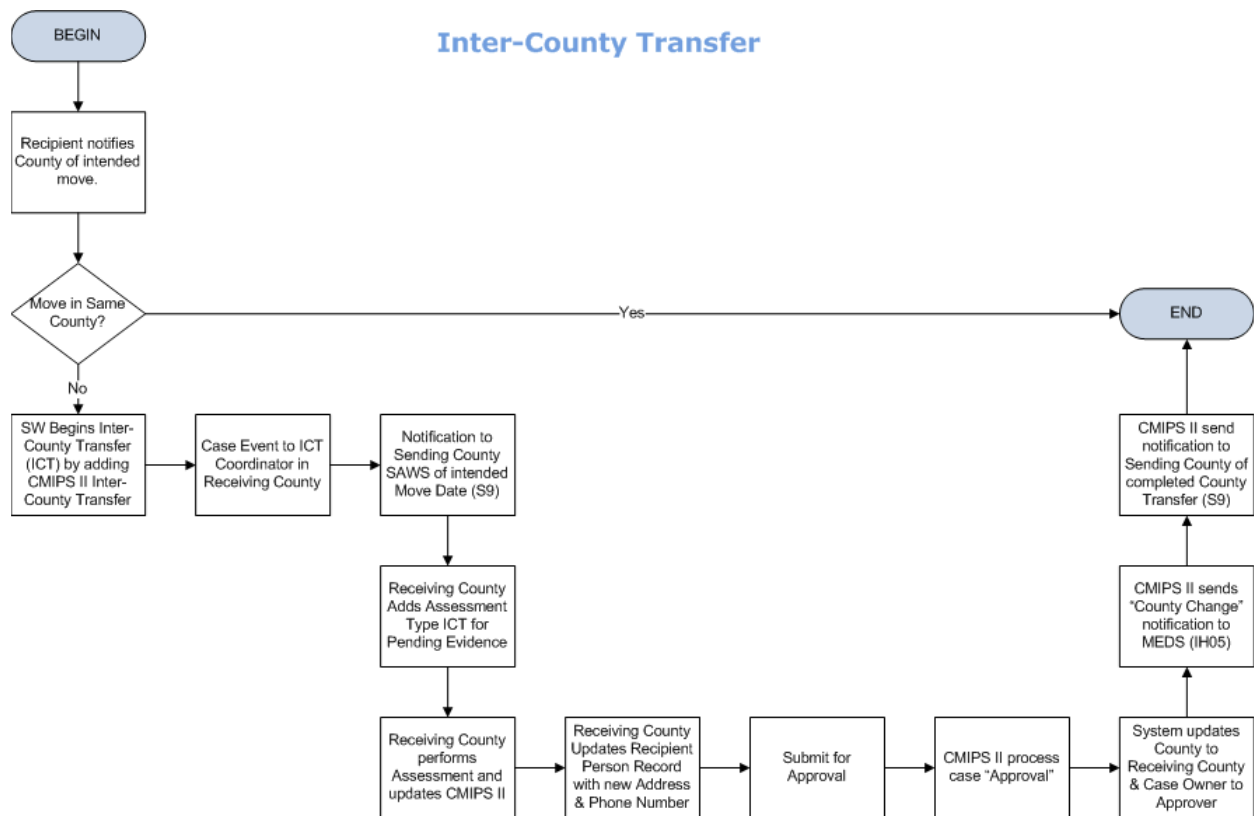 BEGIN
Inter-County Transfer
Recipient notifies
County of intended
move.
Move in Same
County?
Yes
END
No
SW Begins Inter-
County Transfer
(ICT) by adding
CMIPS II Inter-
County Transfer
Case Event to ICT
Coordinator in
Receiving County
Notification to
Sending County
SAWS of intended
Move Date (S9)
Receiving County
Adds Assessment
Type ICT for
Pending Evidence
Receiving County
performs
Assessment and
updates CMIPS II
Receiving County
Updates Recipient
Person Record
with new Address
& Phone Number
Submit for
Approval
CMIPS II process
case “Approval”
System updates
County to
Receiving County
& Case Owner to
Approver
CMIPS II sends
“County Change”
notification to
MEDS (IH05)
CMIPS II send
notification to
Sending County of
completed County
Transfer (S9)